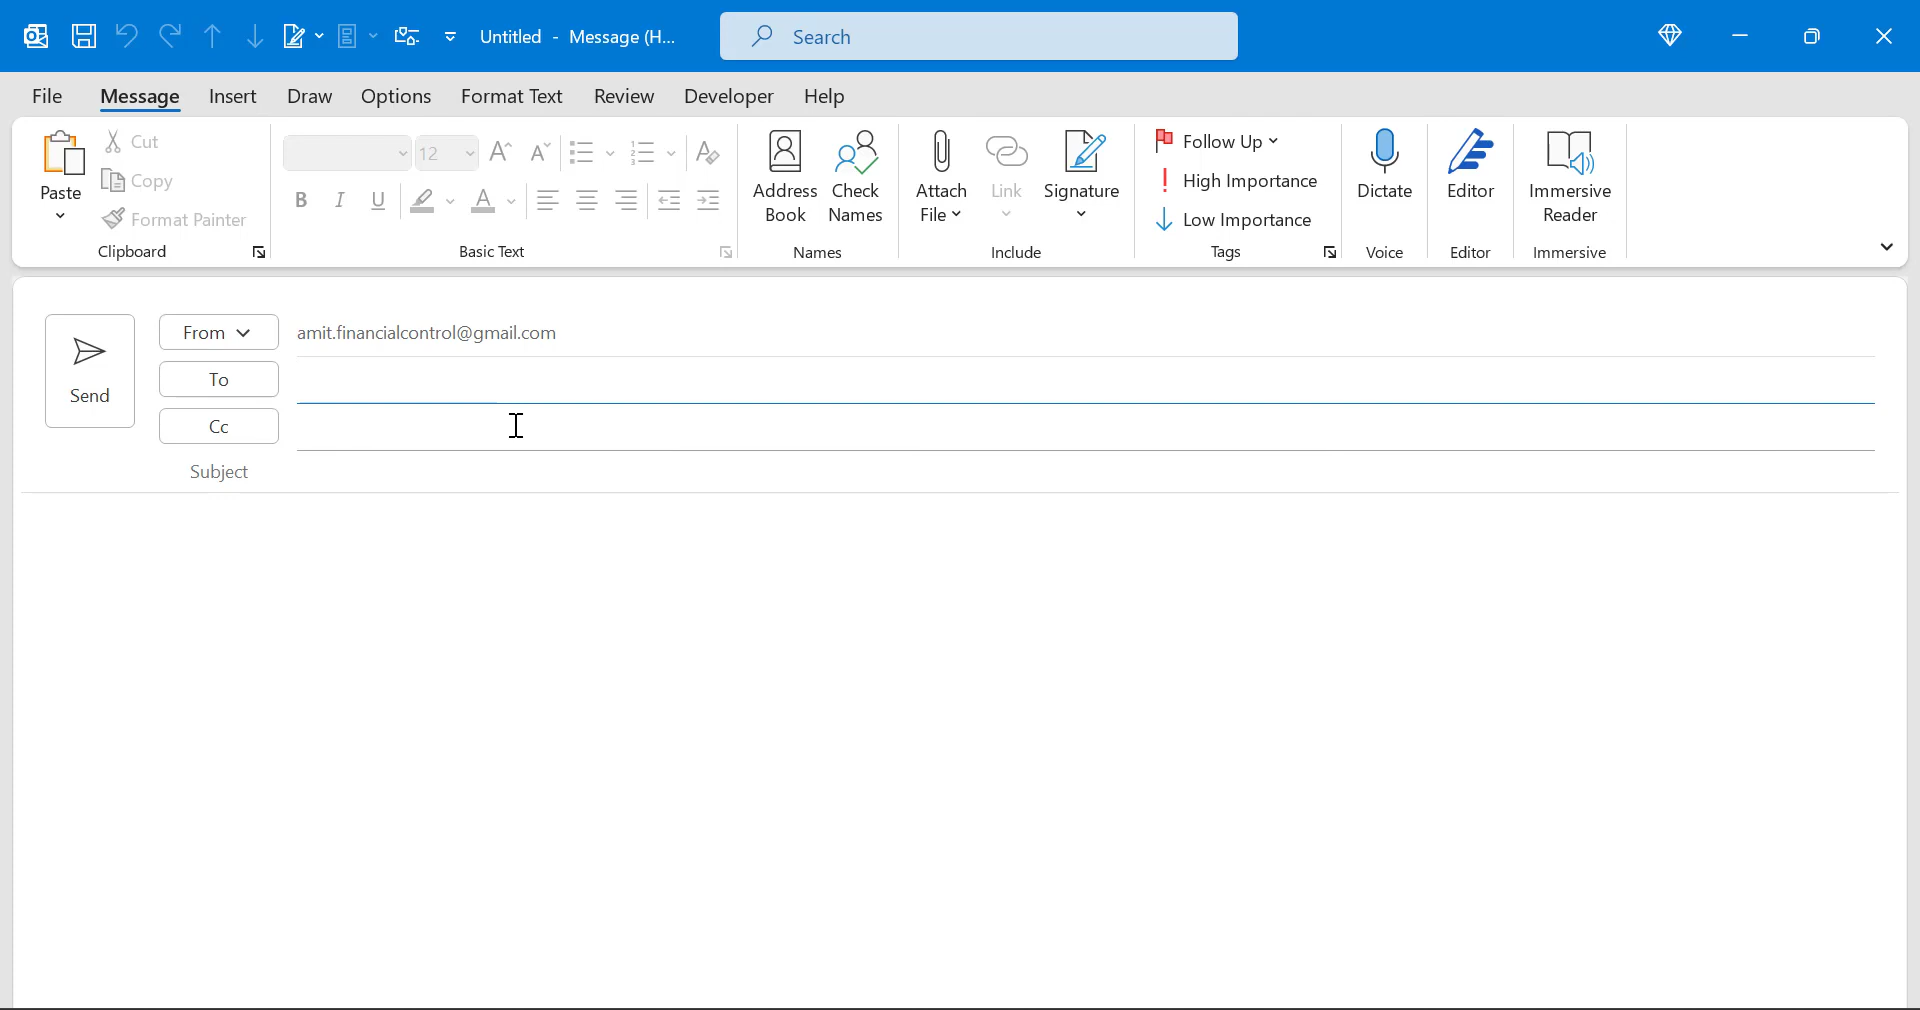 Untitled - Message (H... Search
File Message Insert Draw Options Format Text Review Developer Help
Paste
Cut
Copy
Format Painter
Clipboard
12
B I U A
Basic Text
Address Book
Check Names
Names
Attach File
Link
Signature
Include
Follow Up
High Importance
Low Importance
Tags
Dictate
Voice
Editor
Editor
Immersive Reader
Immersive
Send
From amit.financialcontrol@gmail.com
To
Cc
Subject